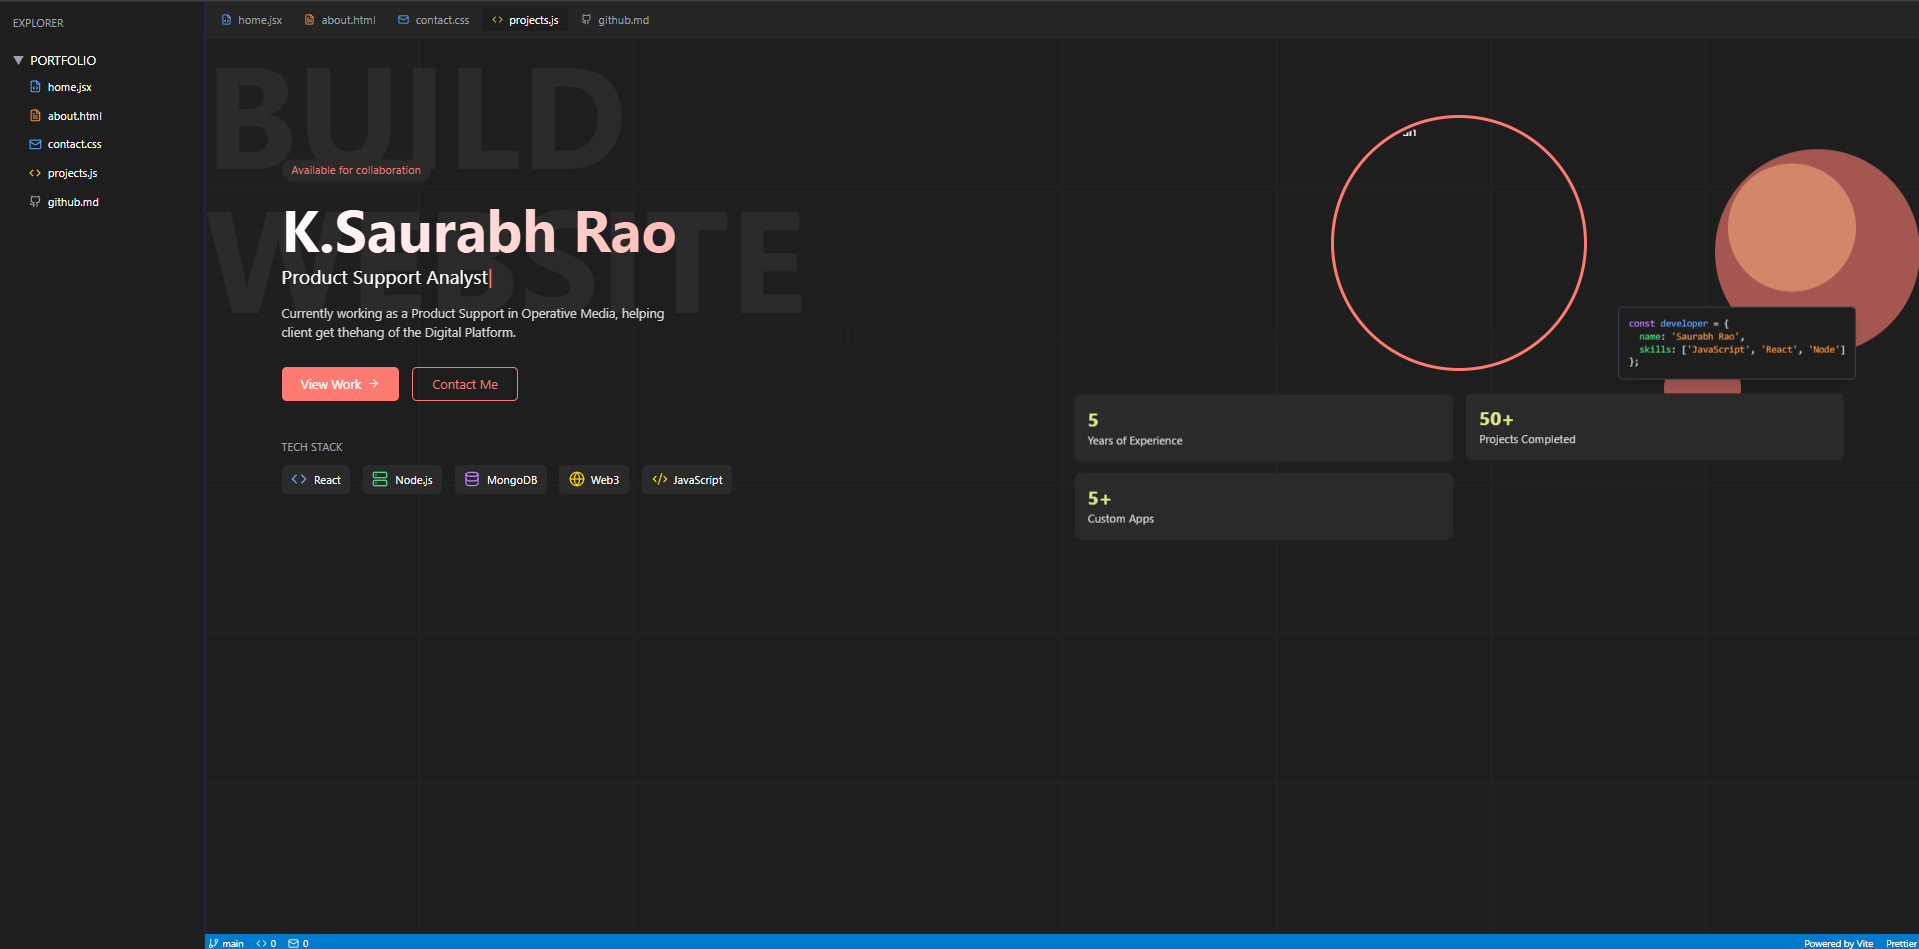 EXPLORER
PORTFOLIO
home.jsx
about.html
contact.css
projects.js
github.md
home.jsx about.html contact.css projects.js github.md
BUILD
WEBSITE
Available for collaboration
K.Saurabh Rao
Product Support Analyst|
Currently working as a Product Support in Operative Media, helping
client get thehang of the Digital Platform.
View Work →
Contact Me
TECH STACK
React Node.js MongoDB Web3 JavaScript
const developer = {
name: 'Saurabh Rao',
skills: ['JavaScript', 'React', 'Node']
};
5
Years of Experience
50+
Projects Completed
5+
Custom Apps
main <> 0 0
Powered by Vite Prettier